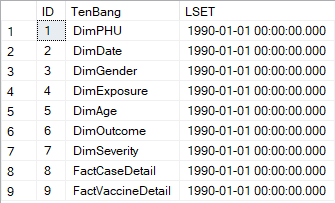 ID TenBang LSET
1 1 DimPHU 1990-01-01 00:00:00.000
2 2 DimDate 1990-01-01 00:00:00.000
3 3 DimGender 1990-01-01 00:00:00.000
4 4 DimExposure 1990-01-01 00:00:00.000
5 5 DimAge 1990-01-01 00:00:00.000
6 6 DimOutcome 1990-01-01 00:00:00.000
7 7 DimSeverity 1990-01-01 00:00:00.000
8 8 FactCaseDetail 1990-01-01 00:00:00.000
9 9 FactVaccineDetail 1990-01-01 00:00:00.000